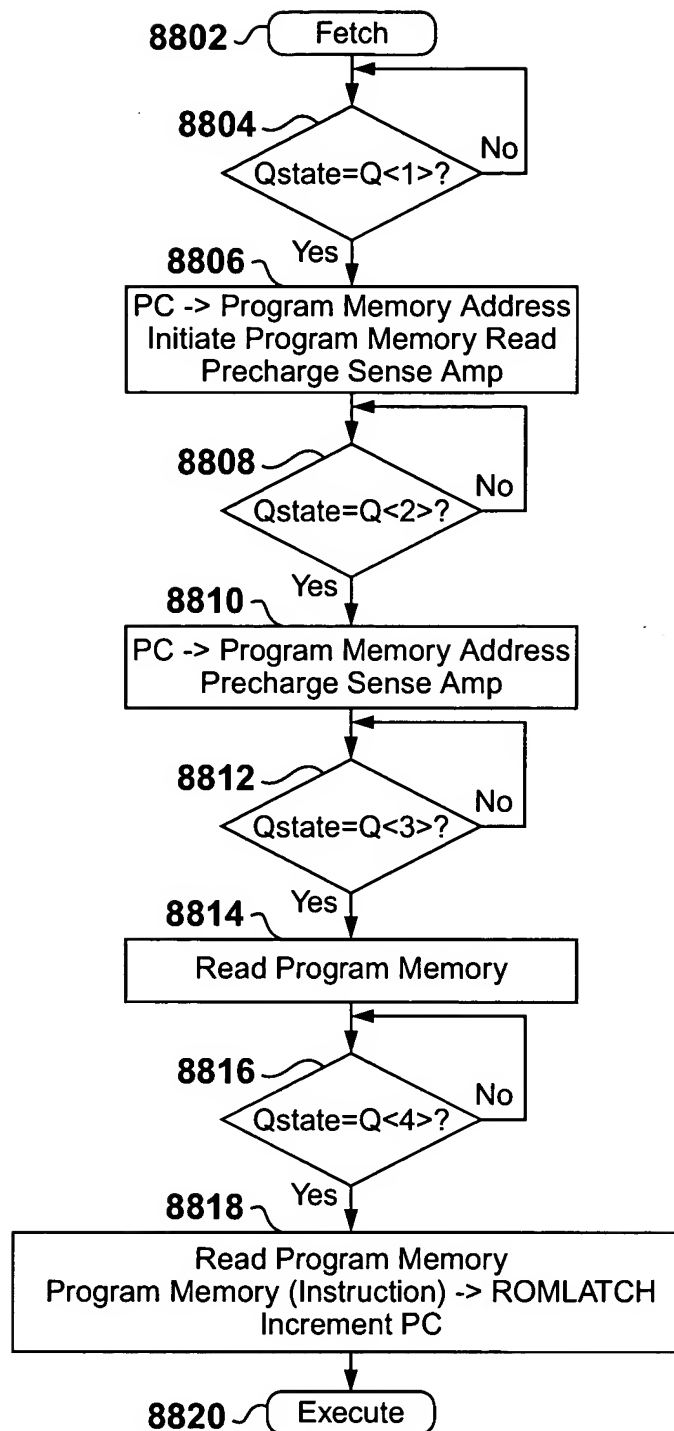 8802 Fetch
8804
Qstate=Q<1>?
No
Yes
8806
PC -> Program Memory Address
Initiate Program Memory Read
Precharge Sense Amp
8808
Qstate=Q<2>?
No
Yes
8810
PC -> Program Memory Address
Precharge Sense Amp
8812
Qstate=Q<3>?
No
Yes
8814
Read Program Memory
8816
Qstate=Q<4>?
No
Yes
8818
Read Program Memory
Program Memory (Instruction) -> ROMLATCH
Increment PC
8820 Execute